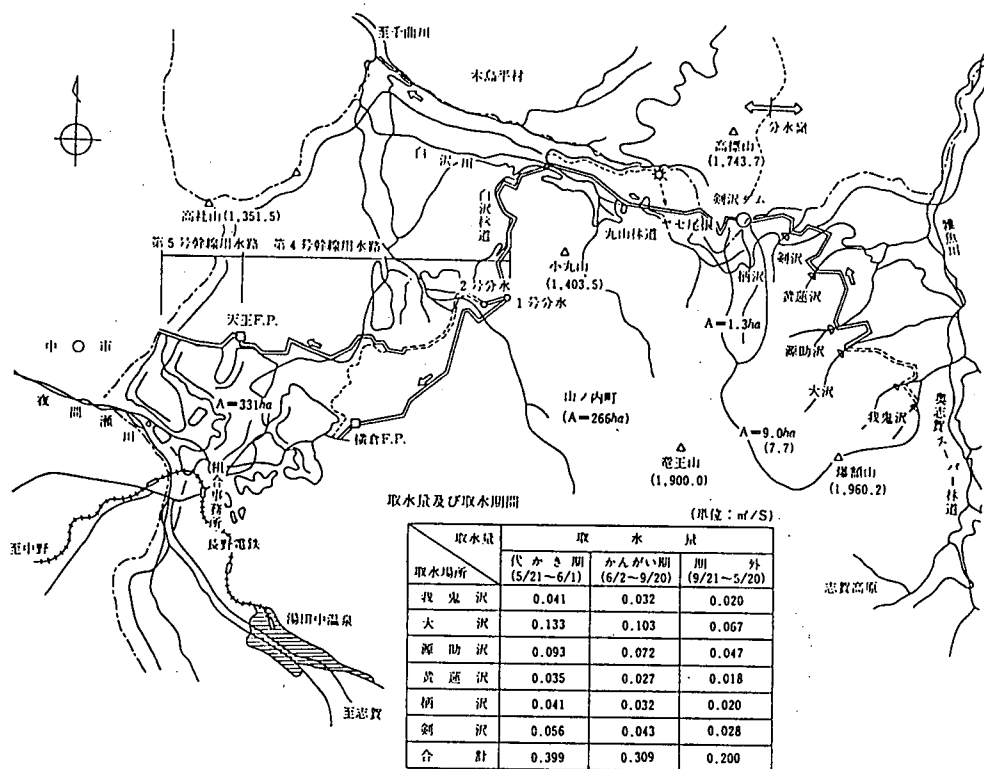 至千曲川
木島平村
分水嶺
高標山
(1,743.7)
白沢川
剣沢ダム
雑魚川
高社山(1,351.5)
白沢林道
丸山林道
ヤセ尾根
剣沢
栖沢
黄蓮沢
第5号幹線用水路
第4号幹線用水路
小丸山
(1,403.5)
2号分水
1号分水
A=1.3ha
源助沢
天王F.P.
中○市
大沢
我鬼沢
夜間瀬川
A=331ha
山ノ内町
(A=266ha)
A=9.0ha
(7.7)
奥志賀スーパー林道
横倉F.P.
竜王山
(1,900.0)
(1,960.2)
合事務所
長野電鉄
至中野
志賀高原
湯田中温泉
至志賀
取水量及び取水期間
(単位:㎥/S)
取水量
取水場所
取水量
代かき期
(5/21~6/1)
かんがい期
(6/2~9/20)
期外
(9/21~5/20)
我鬼沢 0.041 0.032 0.020
大沢 0.133 0.103 0.067
源助沢 0.093 0.072 0.047
黄蓮沢 0.035 0.027 0.018
栖沢 0.041 0.032 0.020
剣沢 0.056 0.043 0.028
合計 0.399 0.309 0.200